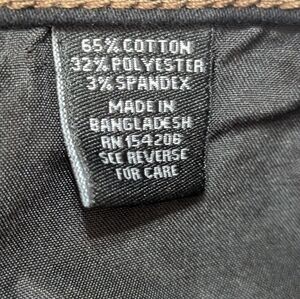 65% COTTON
32% POLYESTER
3% SPANDEX
MADE IN
BANGLADESH
RN 154206
SEE REVERSE
FOR CARE